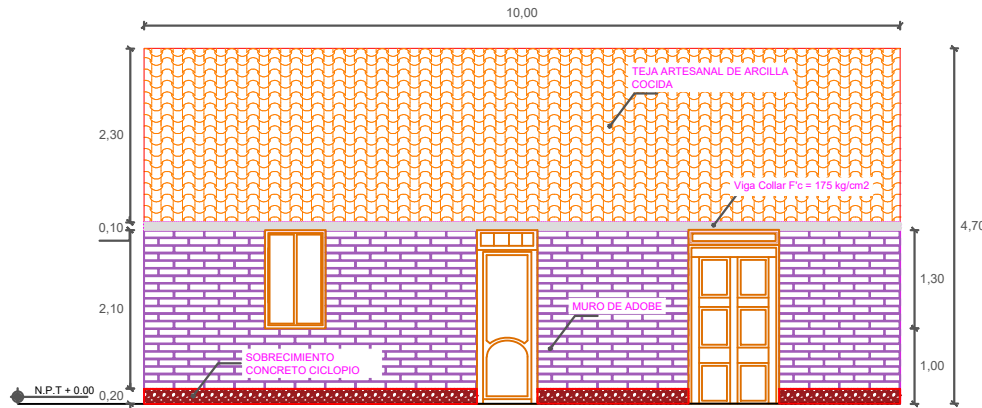 10,00
TEJA ARTESANAL DE ARCILLA
COCIDA
2,30
Viga Collar F'c = 175 kg/cm2
0,10
4,70
1,30
2,10
MURO DE ADOBE
SOBRECIMIENTO
CONCRETO CICLOPIO
1,00
N.P.T + 0.00
0,20